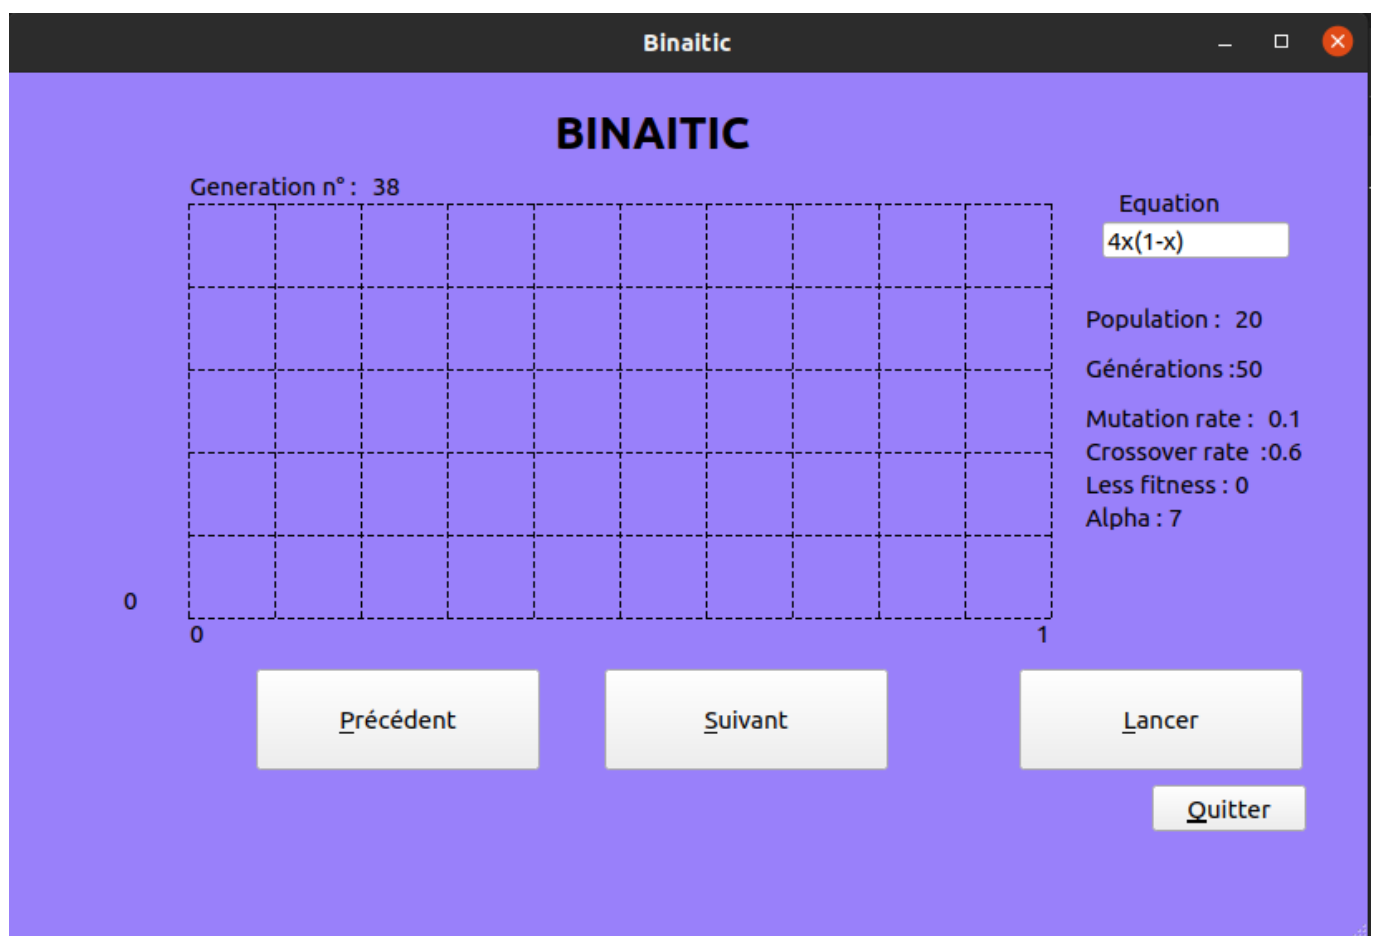 Binaitic
BINAITIC
Generation n° : 38
Equation
4x(1-x)
Population : 20
Générations :50
Mutation rate : 0.1
Crossover rate :0.6
Less fitness : 0
Alpha : 7
0
0 1
Précédent Suivant Lancer
Quitter